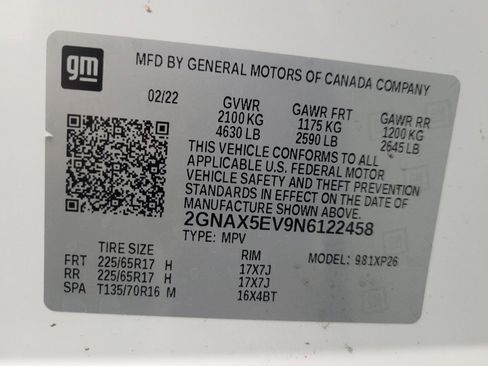 gm
MFD BY GENERAL MOTORS OF CANADA COMPANY
02/22 GVWR GAWR FRT GAWR RR
2100 KG 1175 KG 1200 KG
4630 LB 2590 LB 2645 LB
THIS VEHICLE CONFORMS TO ALL
APPLICABLE U.S. FEDERAL MOTOR
VEHICLE SAFETY AND THEFT PREVENTION
STANDARDS IN EFFECT ON THE DATE OF
MANUFACTURE SHOWN ABOVE.
2GNAX5EV9N6122458
TYPE: MPV MODEL: 981XP26
TIRE SIZE RIM
FRT 225/65R17 H 17X7J
RR 225/65R17 H 17X7J
SPA T135/70R16 M 16X4BT